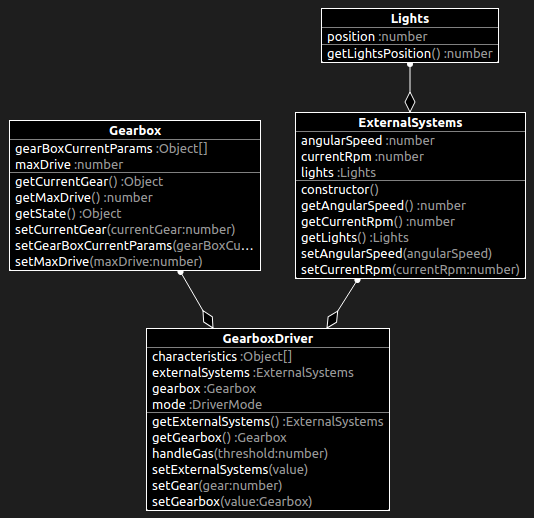 Lights
position :number
getLightsPosition() :number
Gearbox
gearBoxCurrentParams :Object[]
maxDrive :number
getCurrentGear() :Object
getMaxDrive() :number
getState() :Object
setCurrentGear(currentGear:number)
setGearBoxCurrentParams(gearBoxCu...
setMaxDrive(maxDrive:number)
ExternalSystems
angularSpeed :number
currentRpm :number
lights :Lights
constructor()
getAngularSpeed() :number
getCurrentRpm() :number
getLights() :Lights
setAngularSpeed(angularSpeed)
setCurrentRpm(currentRpm:number)
GearboxDriver
characteristics :Object[]
externalSystems :ExternalSystems
gearbox :Gearbox
mode :DriverMode
getExternalSystems() :ExternalSystems
getGearbox() :Gearbox
handleGas(threshold:number)
setExternalSystems(value)
setGear(gear:number)
setGearbox(value:Gearbox)